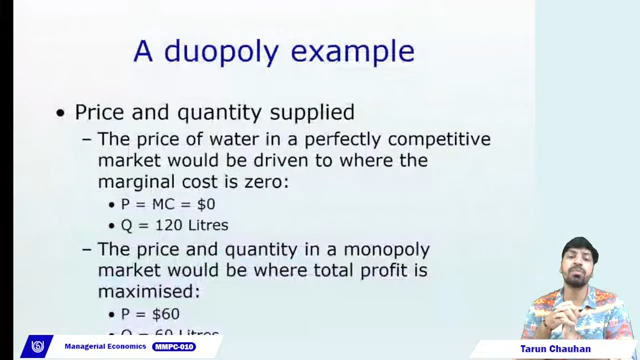 A duopoly example
• Price and quantity supplied
– The price of water in a perfectly competitive
market would be driven to where the
marginal cost is zero:
• P = MC = $0
• Q = 120 Litres
– The price and quantity in a monopoly
market would be where total profit is
maximised:
• P = $60
• Q = 60 Litres
Managerial Economics MMPC-010
Tarun Chauhan